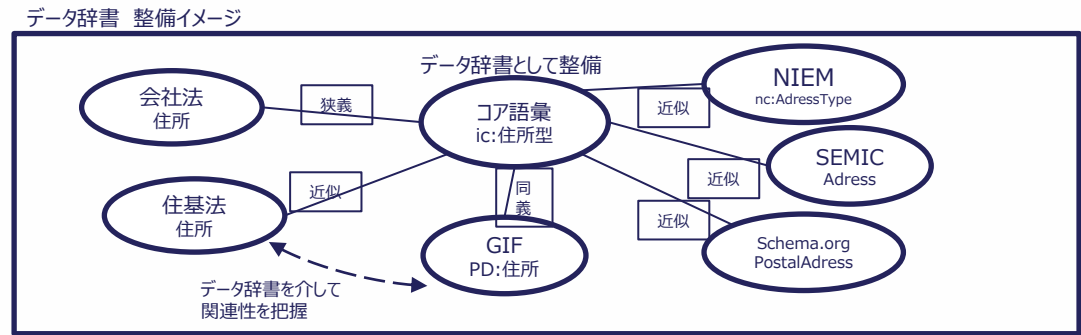 データ辞書 整備イメージ
データ辞書として整備
会社法
住所
狭義
コア語彙
ic:住所型
近似
NIEM
nc:AdressType
近似
SEMIC
Adress
住基法
住所
近似
同
義
近似
GIF
PD:住所
Schema.org
PostalAdress
データ辞書を介して
関連性を把握